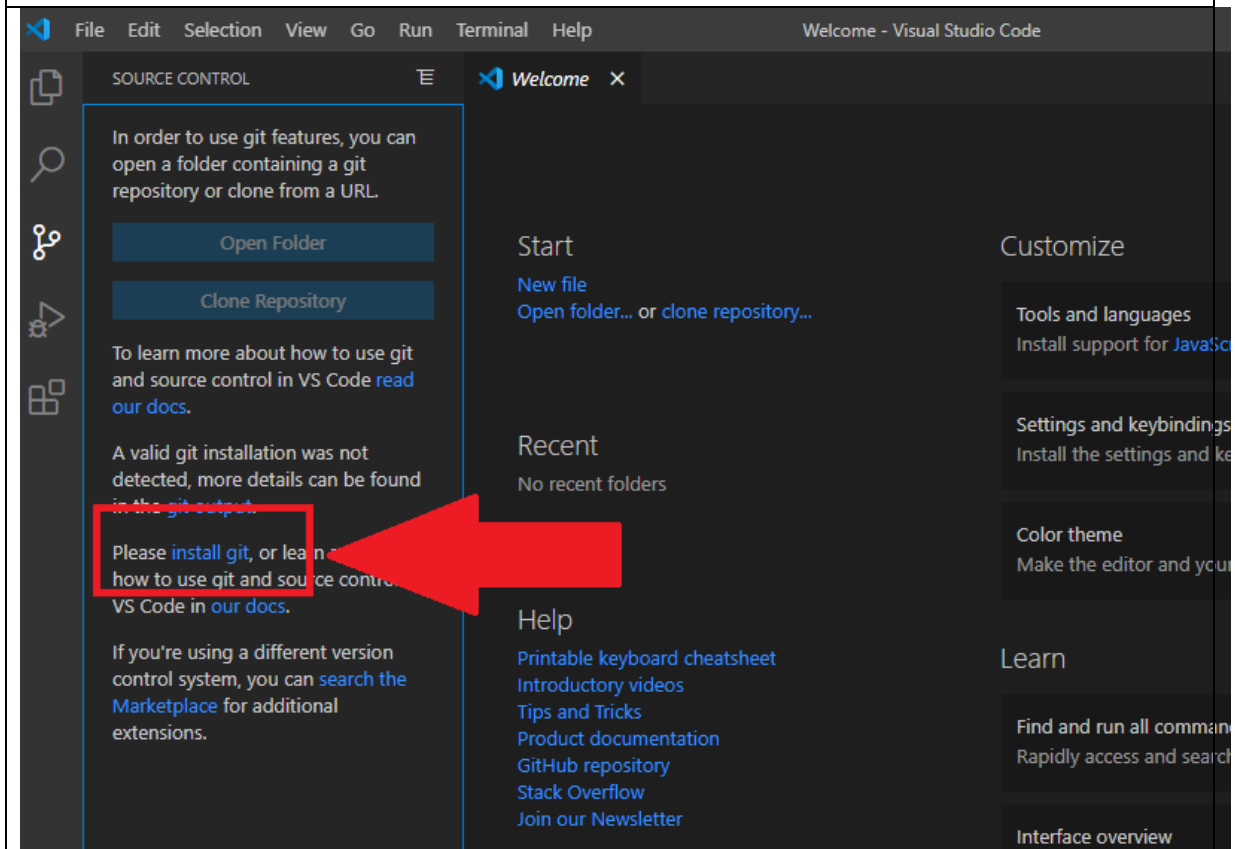 File Edit Selection View Go Run Terminal Help Welcome - Visual Studio Code
SOURCE CONTROL
Welcome
In order to use git features, you can
open a folder containing a git
repository or clone from a URL.
Open Folder
Clone Repository
To learn more about how to use git
and source control in VS Code read
our docs.
A valid git installation was not
detected, more details can be found
in the git output.
Please install git, or learn
how to use git and source control
VS Code in our docs.
If you're using a different version
control system, you can search the
Marketplace for additional
extensions.
Start
New file
Open folder... or clone repository...
Recent
No recent folders
Help
Printable keyboard cheatsheet
Introductory videos
Tips and Tricks
Product documentation
GitHub repository
Stack Overflow
Join our Newsletter
Customize
Tools and languages
Install support for
Settings and keybindings
Install the settings and
Color theme
Make the editor and your
Learn
Find and run all
Rapidly access and
Interface overview